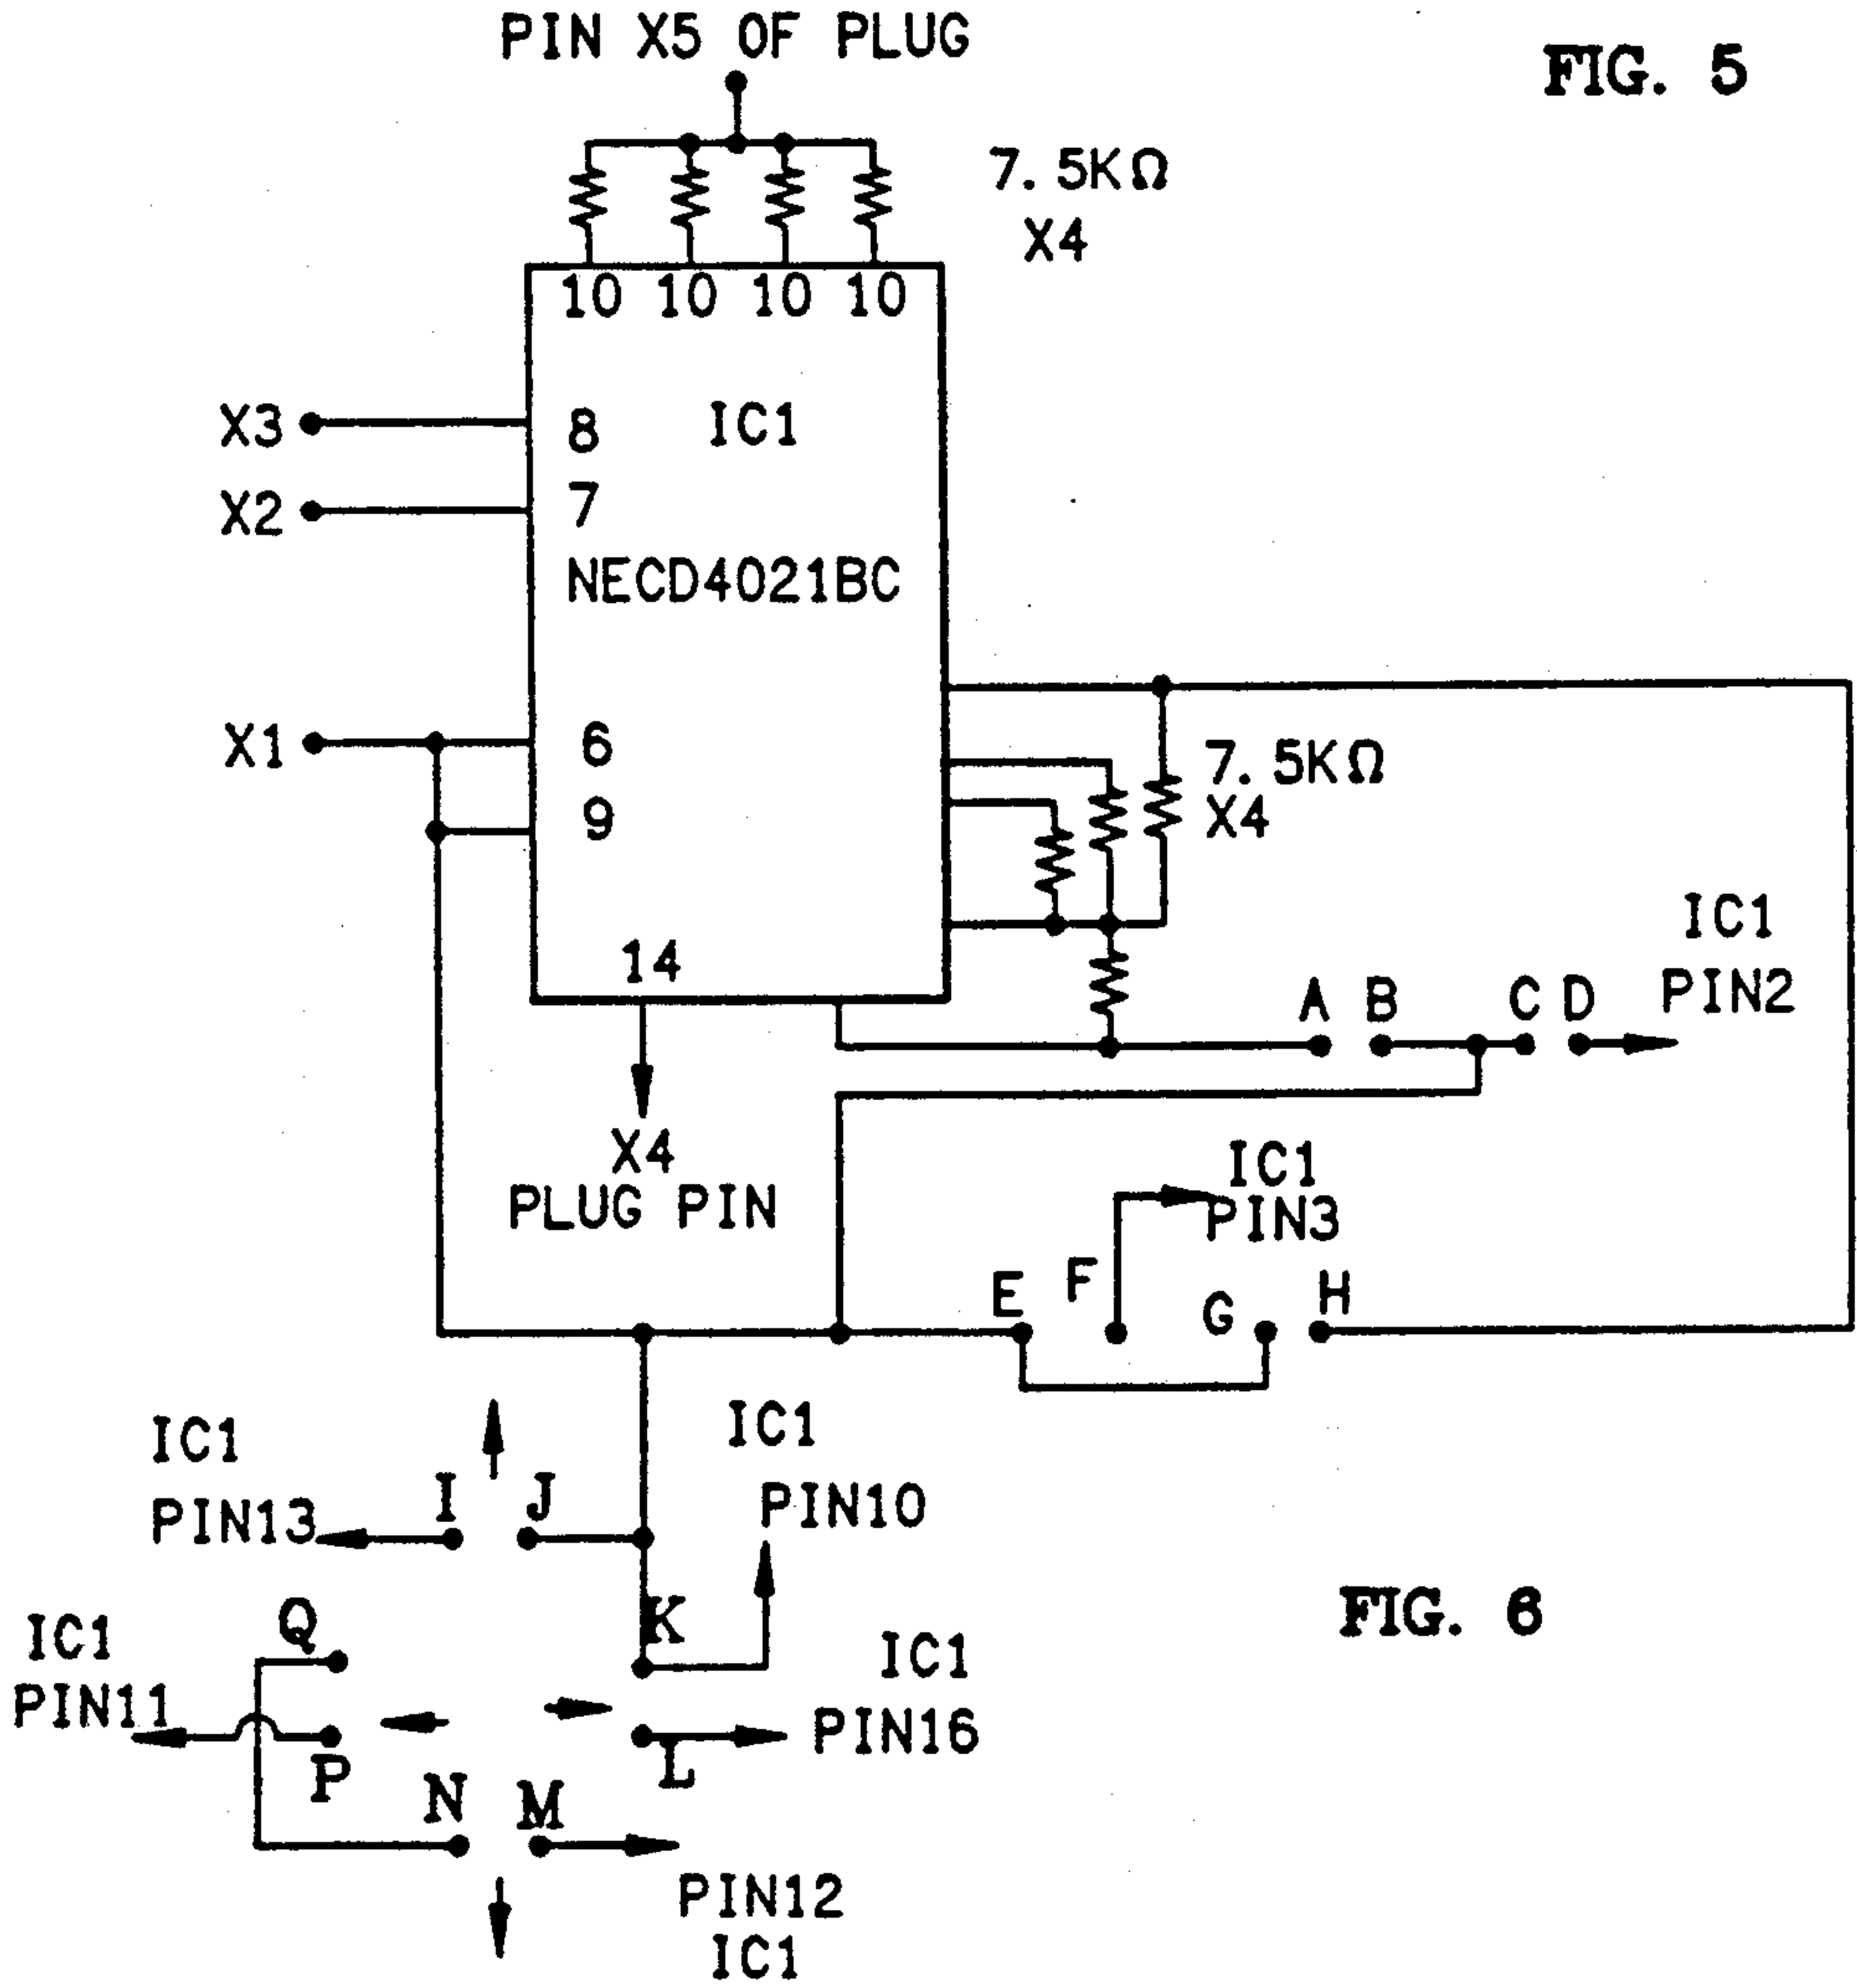 PIN X5 OF PLUG
FIG. 5
7.5KΩ
X4
10 10 10 10
X3
8
IC1
X2
7
NECD4021BC
X1
6
7.5KΩ
X4
9
IC1
14
PIN2
A B C D
X4
PLUG PIN
IC1
PIN3
E F G H
IC1
IC1
PIN13
I J
PIN10
K
FIG. 6
Q
IC1
IC1
PIN11
PIN16
P
L
N M
PIN12
IC1